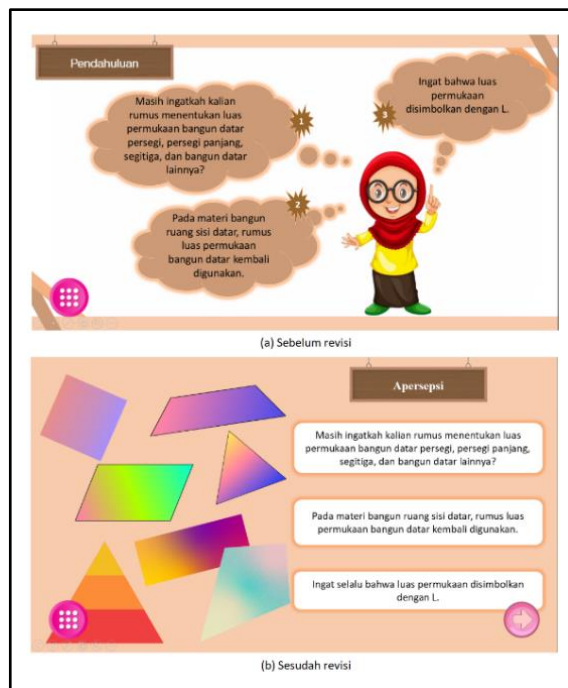 Pendahuluan
Masih ingatkah kalian
rumus menentukan luas
permukaan bangun datar
persegi, persegi panjang,
segitiga, dan bangun datar
lainnya?
1
Pada materi bangun
ruang sisi datar, rumus
luas permukaan
bangun datar kembali
digunakan.
2
Ingat bahwa luas
permukaan
disimbolkan dengan L.
3
(a) Sebelum revisi
Apersepsi
Masih ingatkah kalian rumus menentukan luas
permukaan bangun datar persegi, persegi panjang,
segitiga, dan bangun datar lainnya?
Pada materi bangun ruang sisi datar, rumus luas
permukaan bangun datar kembali digunakan.
Ingat selalu bahwa luas permukaan disimbolkan
dengan L.
(b) Sesudah revisi